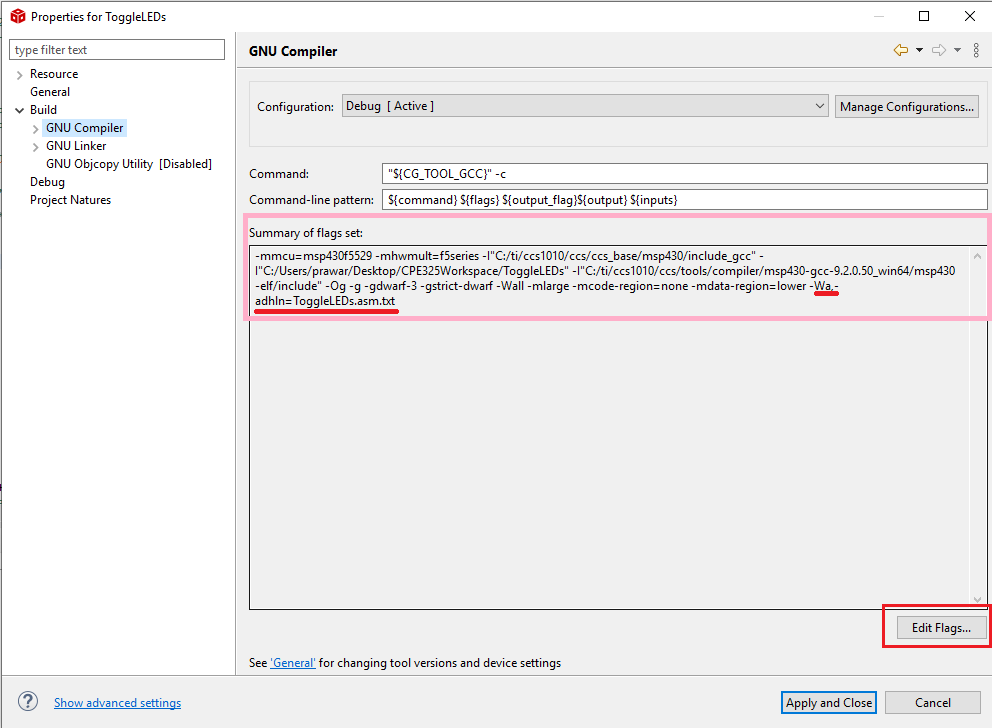 Properties for ToggleLEDs
type filter text
GNU Compiler
Resource
General
Build
GNU Compiler
GNU Linker
GNU Objcopy Utility [Disabled]
Debug
Project Natures
Configuration: Debug [ Active ] Manage Configurations...
Command: "${CG_TOOL_GCC}" -c
Command-line pattern: ${command} ${flags} ${output_flag}${output} ${inputs}
Summary of flags set:
-mmcu=msp430f5529 -mhwmult=f5series -I"C:/ti/ccs1010/ccs/ccs_base/msp430/include_gcc" -
I"C:/Users/prawar/Desktop/CPE325Workspace/ToggleLEDs" -I"C:/ti/ccs1010/ccs/tools/compiler/msp430-gcc-9.2.0.50_win64/msp430
-elf/include" -Og -g -gdwarf-3 -gstrict-dwarf -Wall -mlarge -mcode-region=none -mdata-region=lower -Wa,-
adhln=ToggleLEDs.asm.txt
Edit Flags...
See 'General' for changing tool versions and device settings
? Show advanced settings
Apply and Close
Cancel